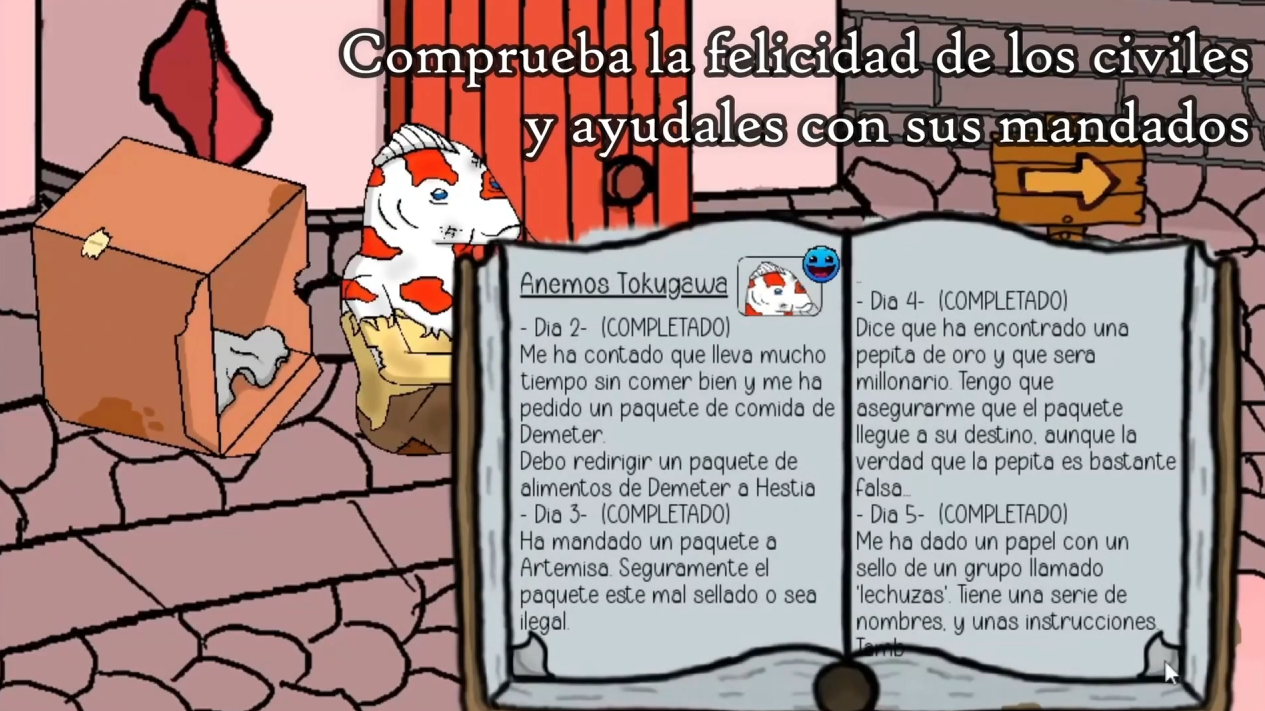 Comprueba la felicidad de los civiles
y ayudales con sus mandados
Anemos Tokugawa
- Dia 2- (COMPLETADO)
Me ha contado que lleva mucho
tiempo sin comer bien y me ha
pedido un paquete de comida de
Demeter.
Debo redirigir un paquete de
alimentos de Demeter a Hestia
- Dia 3- (COMPLETADO)
Ha mandado un paquete a
Artemisa. Seguramente el
paquete este mal sellado o sea
ilegal.
- Dia 4- (COMPLETADO)
Dice que ha encontrado una
pepita de oro y que sera
millonario. Tengo que
asegurarme que el paquete
llegue a su destino, aunque la
verdad que la pepita es bastante
falsa...
- Dia 5- (COMPLETADO)
Me ha dado un papel con un
sello de un grupo llamado
'lechuzas'. Tiene una serie de
nombres, y unas instrucciones.
Tamb